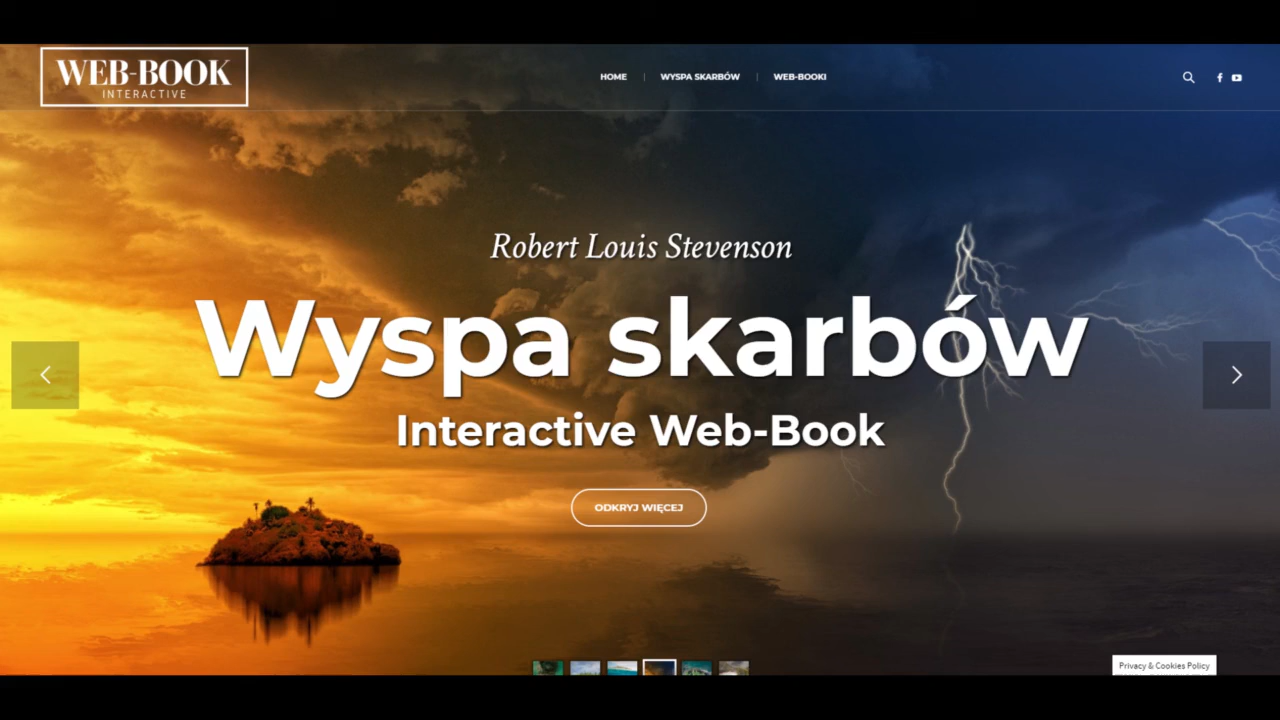 WEB-BOOK
INTERACTIVE
HOME
WYSPA SKARBÓW
WEB-BOOKI
Robert Louis Stevenson
Wyspa skarbów
Interactive Web-Book
ODKRYJ WIĘCEJ
Privacy & Cookies Policy